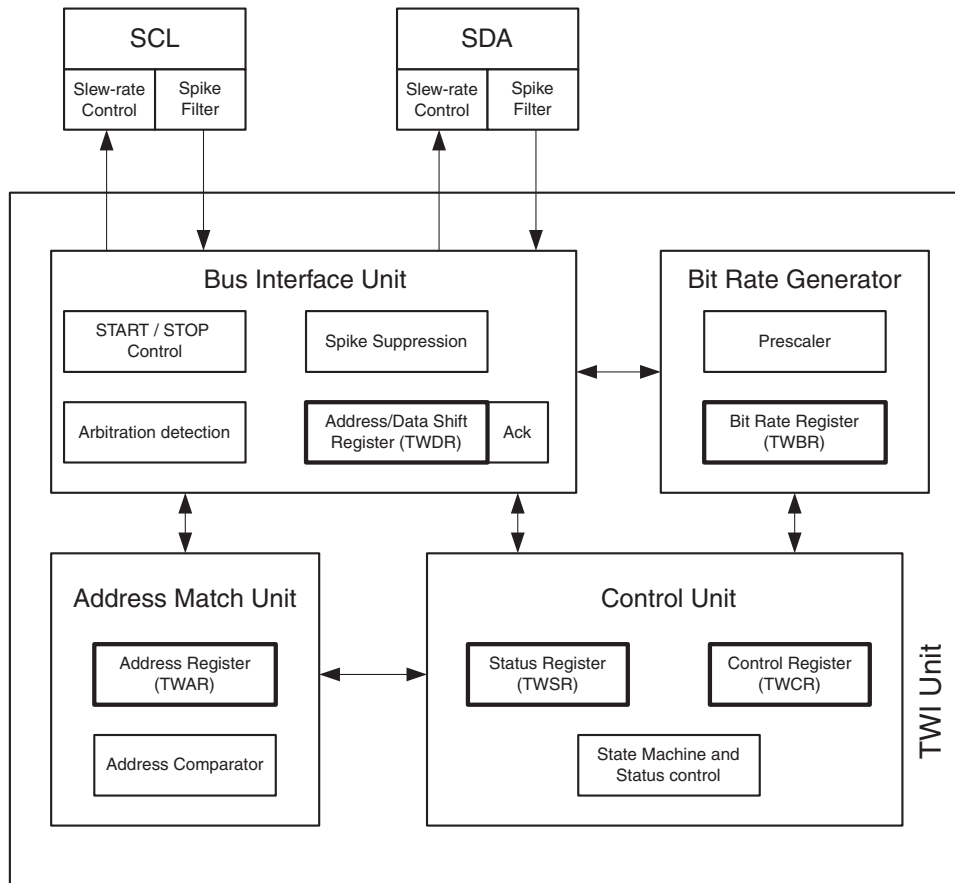 SCL
Slew-rate
Control
Spike
Filter
SDA
Slew-rate
Control
Spike
Filter
Bus Interface Unit
START / STOP
Control
Spike Suppression
Arbitration detection
Address/Data Shift
Register (TWDR)
Ack
Bit Rate Generator
Prescaler
Bit Rate Register
(TWBR)
Address Match Unit
Address Register
(TWAR)
Address Comparator
Control Unit
Status Register
(TWSR)
Control Register
(TWCR)
State Machine and
Status control
TWI Unit